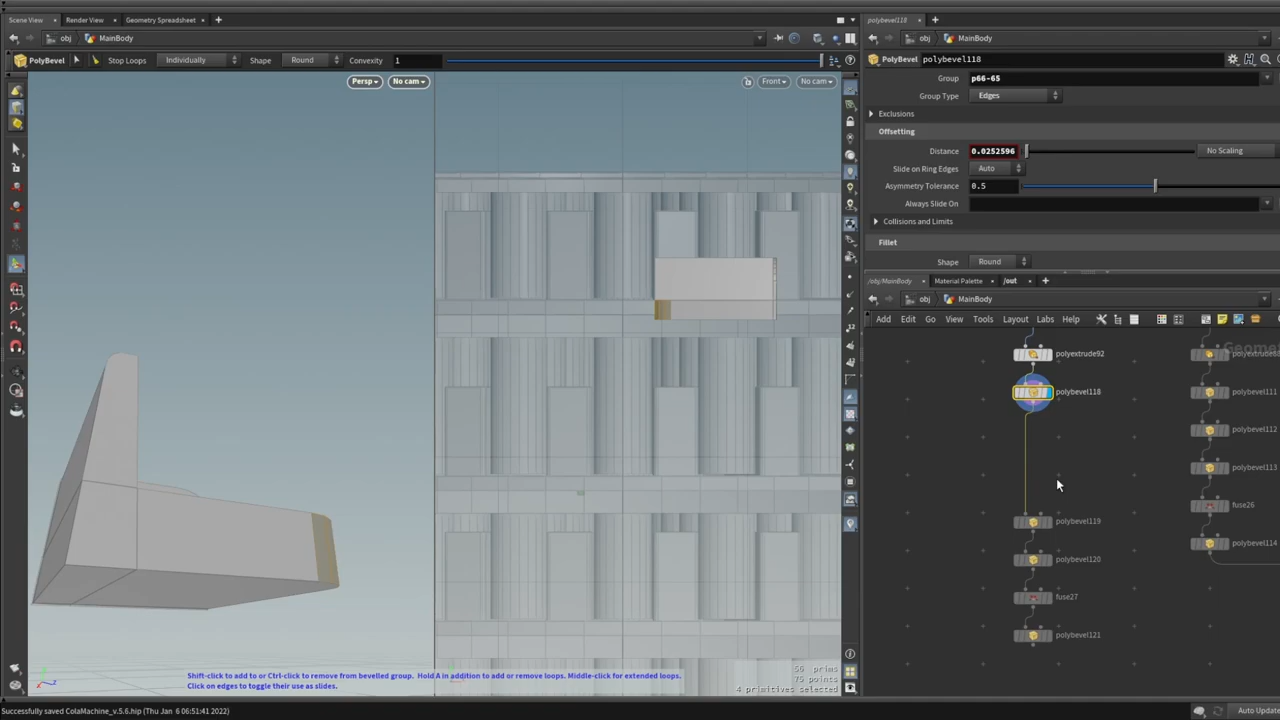 Scene View
Render View
Geometry Spreadsheet
obj MainBody
PolyBevel Stop Loops Individually Shape Round Convexity 1
Persp No cam
Front No cam
Shift-click to add to or Ctrl-click to remove from bevelled group. Hold A in addition to add or remove loops. Middle-click for extended loops.
Click on edges to toggle their use as slides.
56 prims
75 points
4 primitives selected
Successfully saved ColaMachine_v.5.6.hip (Thu Jan 6 06:51:41 2022)
polybevel118
obj MainBody
PolyBevel polybevel118
Group p66-65
Group Type Edges
Exclusions
Offsetting
Distance 0.0252596 No Scaling
Slide on Ring Edges Auto
Asymmetry Tolerance 0.5
Always Slide On
Collisions and Limits
Fillet
Shape Round
/obj/MainBody Material Palette /out
obj MainBody
Add Edit Go View Tools Layout Labs Help
polyextrude92
polybevel118
polybevel119
polybevel120
fuse27
polybevel121
polybevel111
polybevel112
polybevel113
fuse26
polybevel114
Auto Update